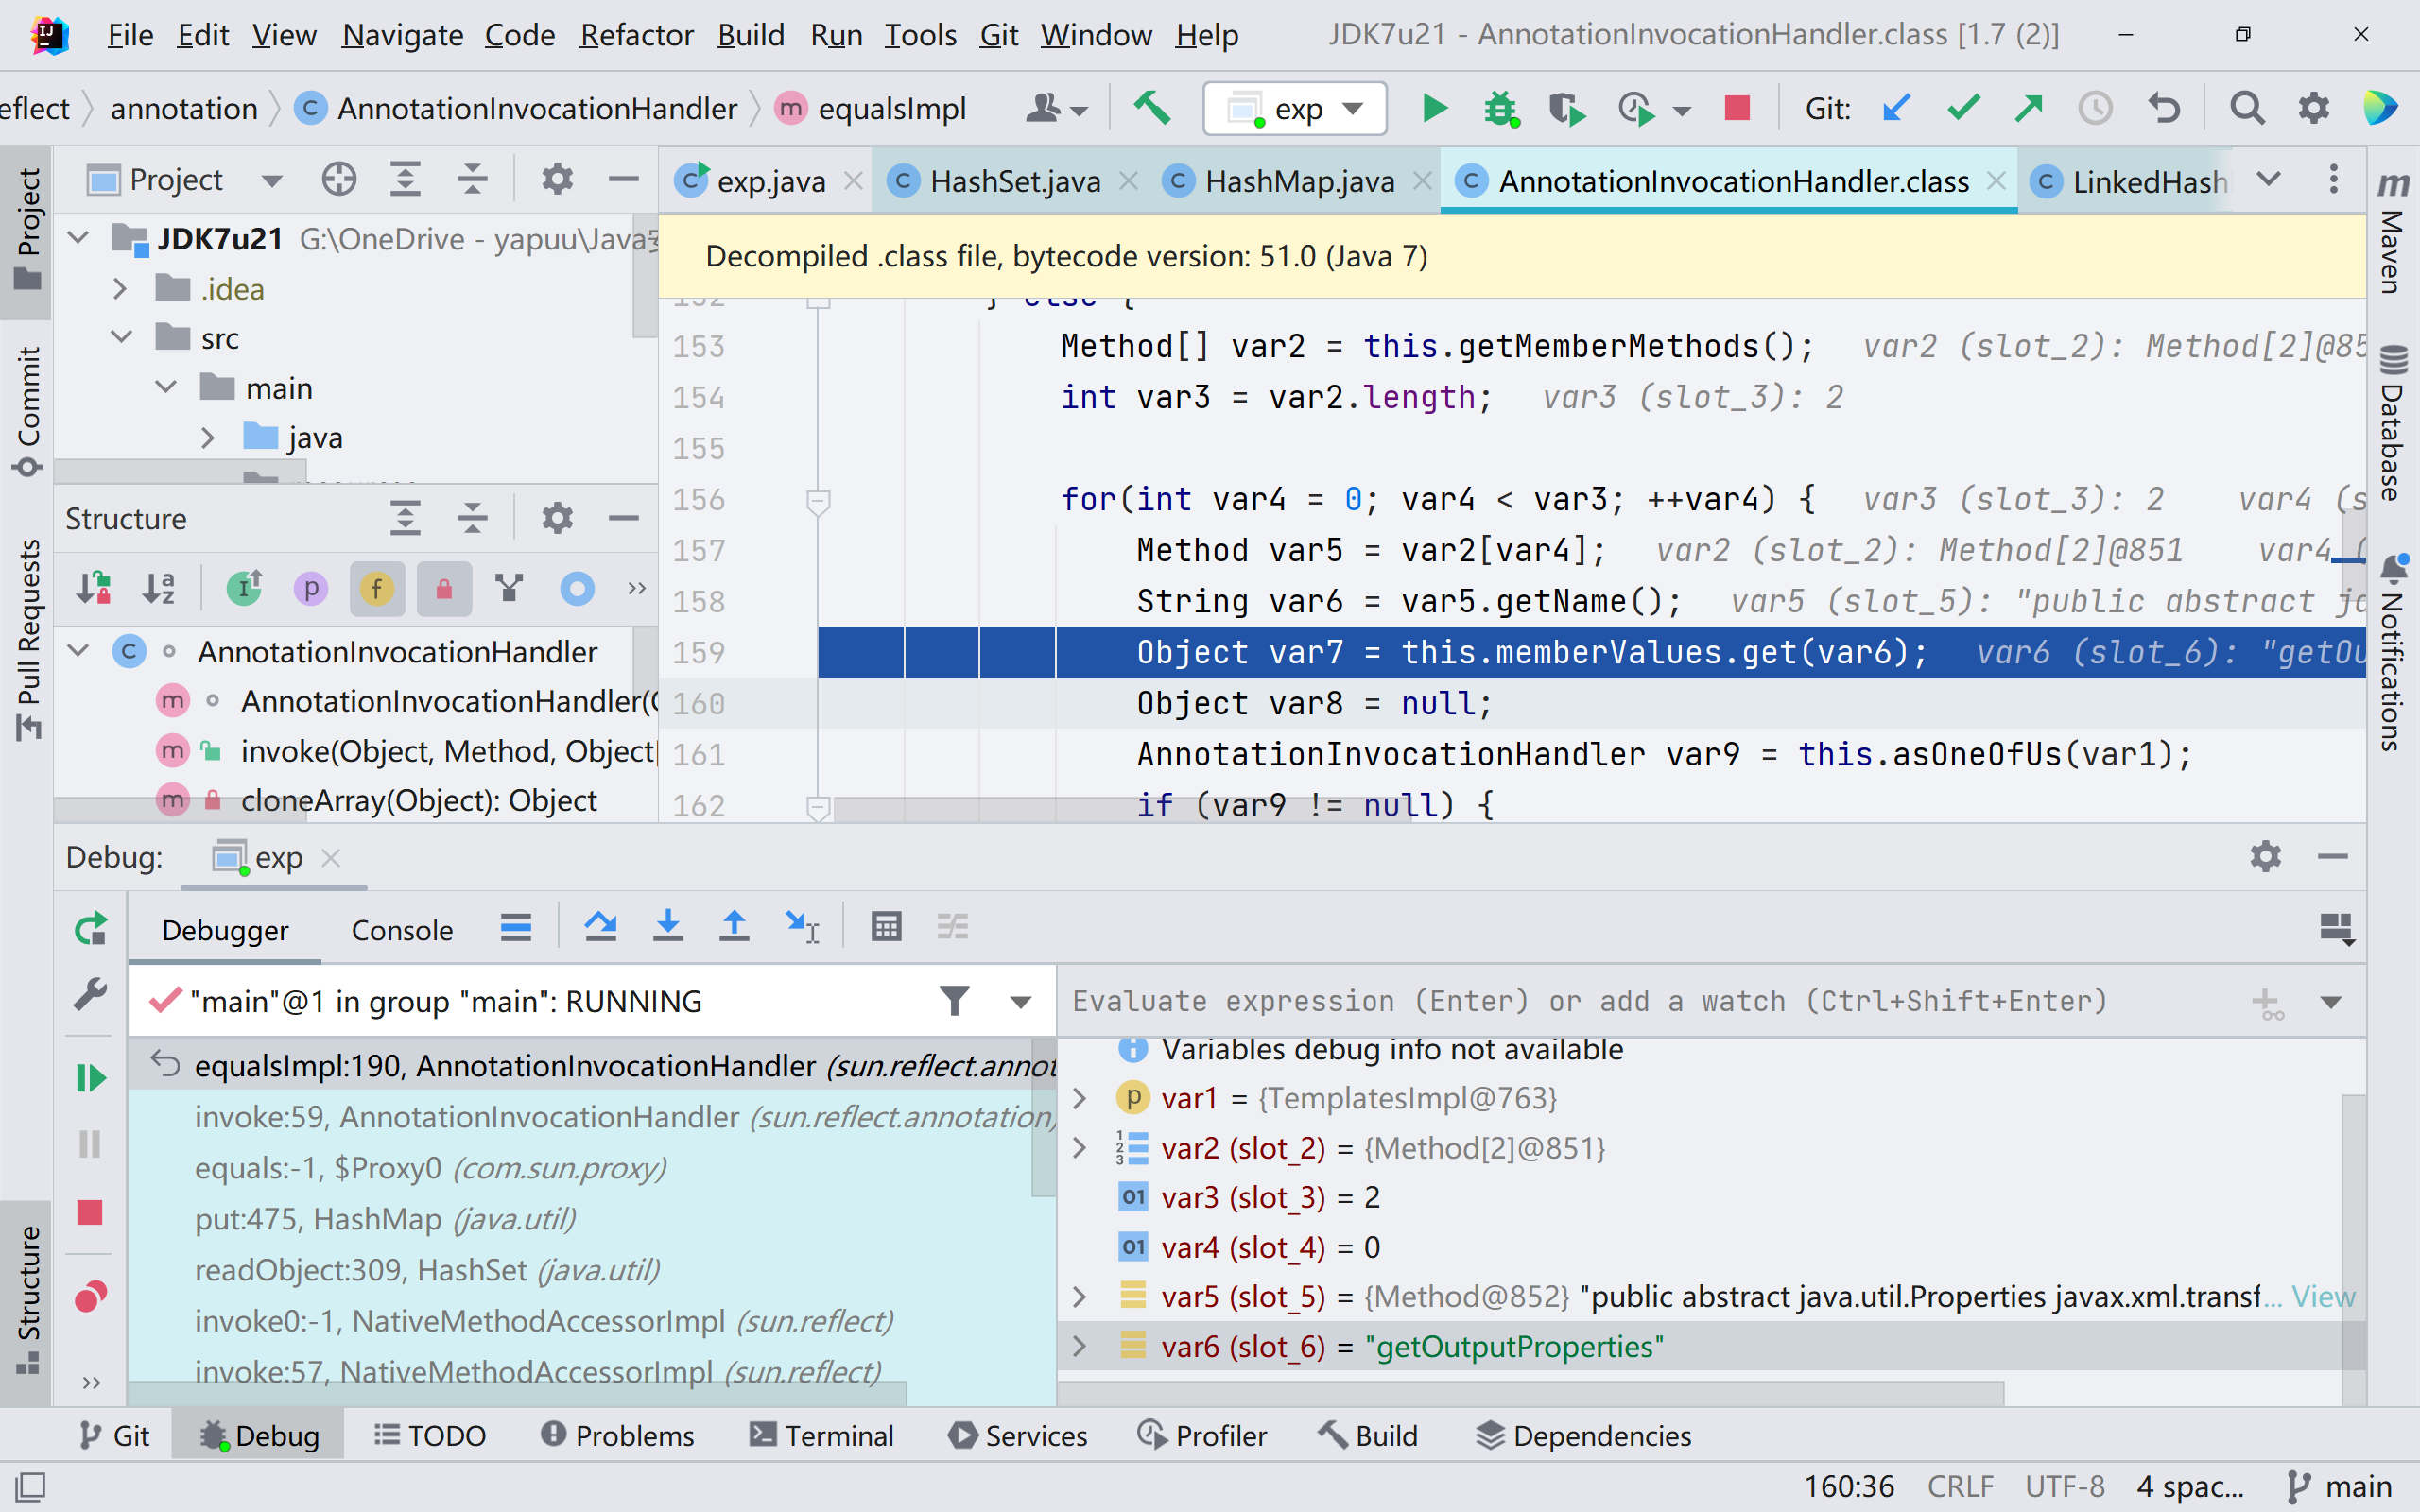 File Edit View Navigate Code Refactor Build Run Tools Git Window Help JDK7u21 - AnnotationInvocationHandler.class [1.7 (2)]
eflect annotation AnnotationInvocationHandler equalsImpl exp Git:
Project
exp.java HashSet.java HashMap.java AnnotationInvocationHandler.class LinkedHash
JDK7u21 G:\OneDrive - yapuu\Java安
.idea
src
main
java
Decompiled .class file, bytecode version: 51.0 (Java 7)
152 } else {
153 Method[] var2 = this.getMemberMethods(); var2 (slot_2): Method[2]@85
154 int var3 = var2.length; var3 (slot_3): 2
155
156 for(int var4 = 0; var4 < var3; ++var4) { var3 (slot_3): 2 var4 (s
157 Method var5 = var2[var4]; var2 (slot_2): Method[2]@851 var4 (
158 String var6 = var5.getName(); var5 (slot_5): "public abstract ja
159 Object var7 = this.memberValues.get(var6); var6 (slot_6): "getOu
160 Object var8 = null;
161 AnnotationInvocationHandler var9 = this.asOneOfUs(var1);
162 if (var9 != null) {
Structure
AnnotationInvocationHandler
AnnotationInvocationHandler(C
invoke(Object, Method, Object[
cloneArray(Object): Object
Project
Commit
Pull Requests
Structure
Maven
Database
Notifications
Debug: exp
Debugger Console
"main"@1 in group "main": RUNNING
equalsImpl:190, AnnotationInvocationHandler (sun.reflect.annot
invoke:59, AnnotationInvocationHandler (sun.reflect.annotation)
equals:-1, $Proxy0 (com.sun.proxy)
put:475, HashMap (java.util)
readObject:309, HashSet (java.util)
invoke0:-1, NativeMethodAccessorImpl (sun.reflect)
invoke:57, NativeMethodAccessorImpl (sun.reflect)
Evaluate expression (Enter) or add a watch (Ctrl+Shift+Enter)
Variables debug info not available
var1 = {TemplatesImpl@763}
var2 (slot_2) = {Method[2]@851}
var3 (slot_3) = 2
var4 (slot_4) = 0
var5 (slot_5) = {Method@852} "public abstract java.util.Properties javax.xml.transf... View
var6 (slot_6) = "getOutputProperties"
Git Debug TODO Problems Terminal Services Profiler Build Dependencies
160:36 CRLF UTF-8 4 spac... main